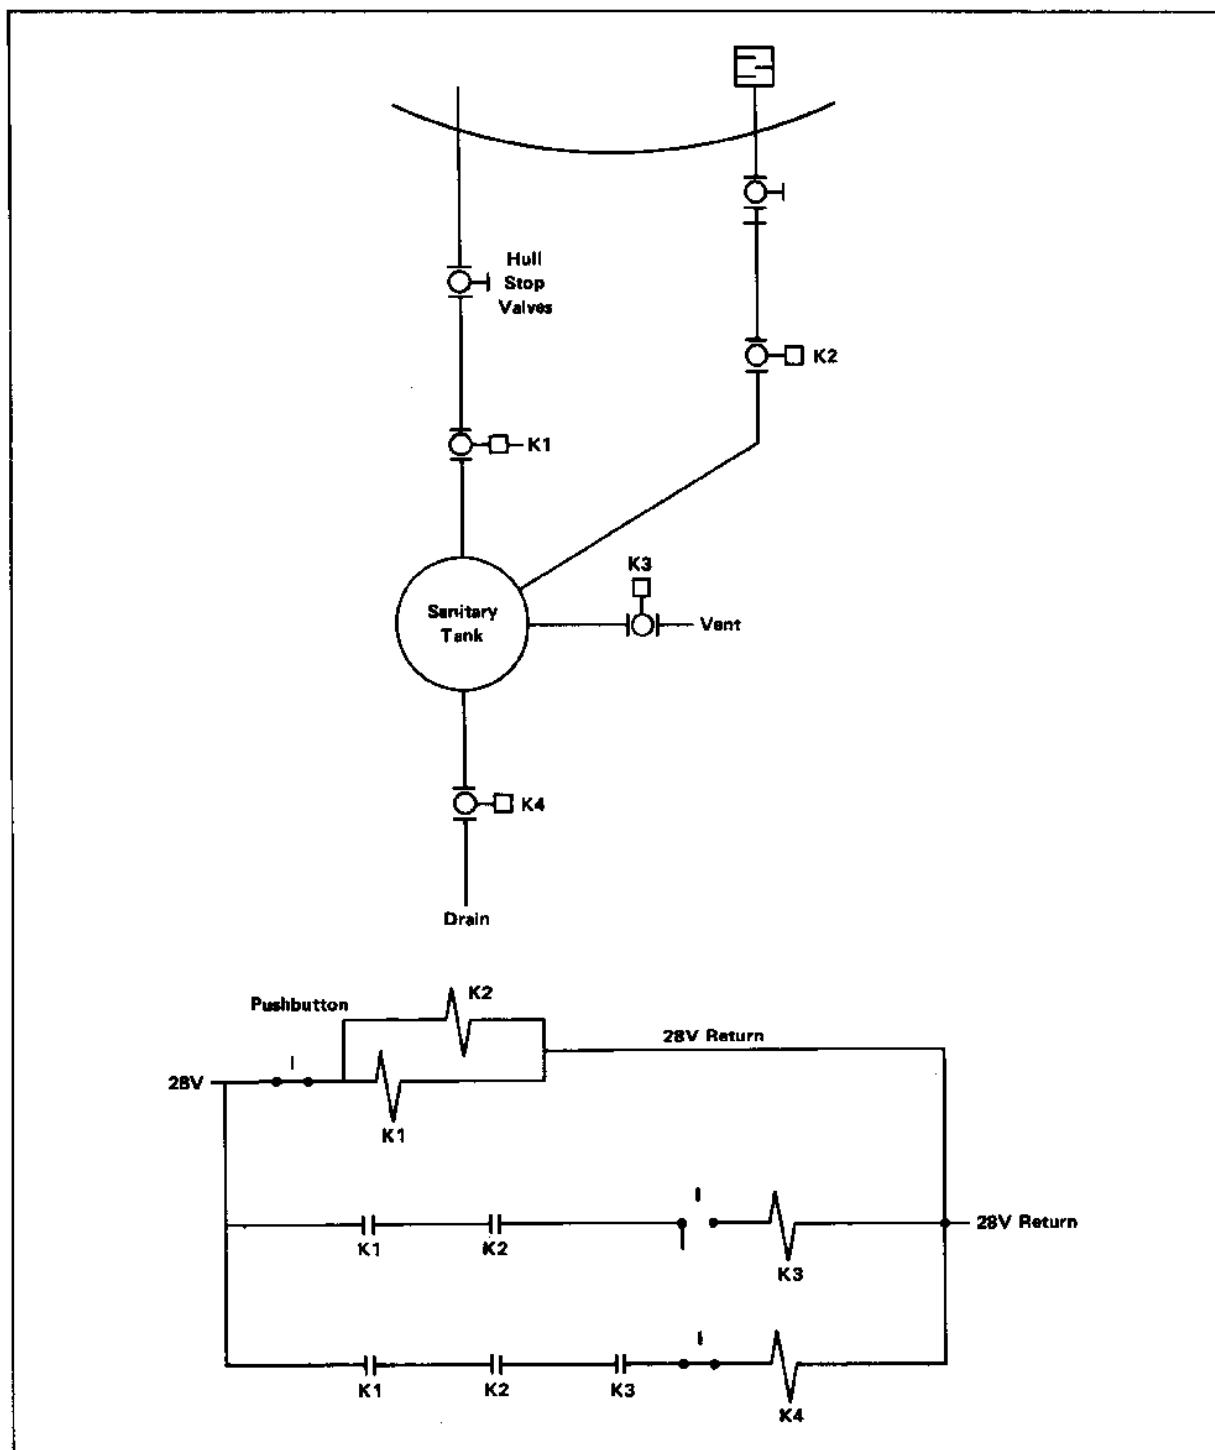 Hull
Stop
Valves
K2
K1
K3
Sanitary
Tank
Vent
K4
Drain
Pushbutton
K2
28V Return
28V
K1
28V Return
K1
K2
K3
K1
K2
K3
K4